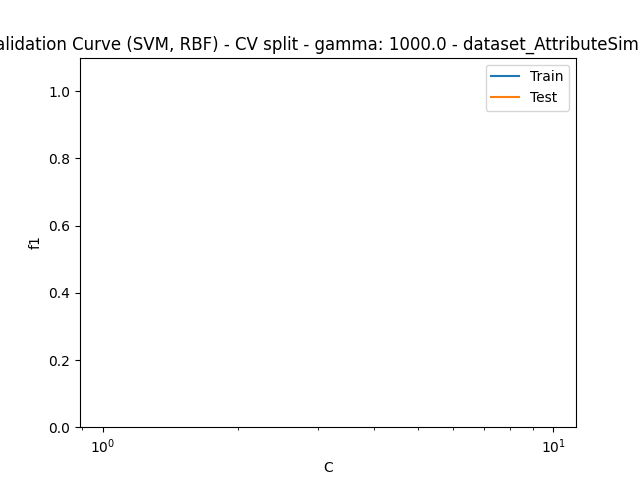 alidation Curve (SVM, RBF) - CV split - gamma: 1000.0 - dataset_AttributeSim
Train
Test
1.0
0.8
0.6
0.4
0.2
0.0
f1
10⁰
10¹
C